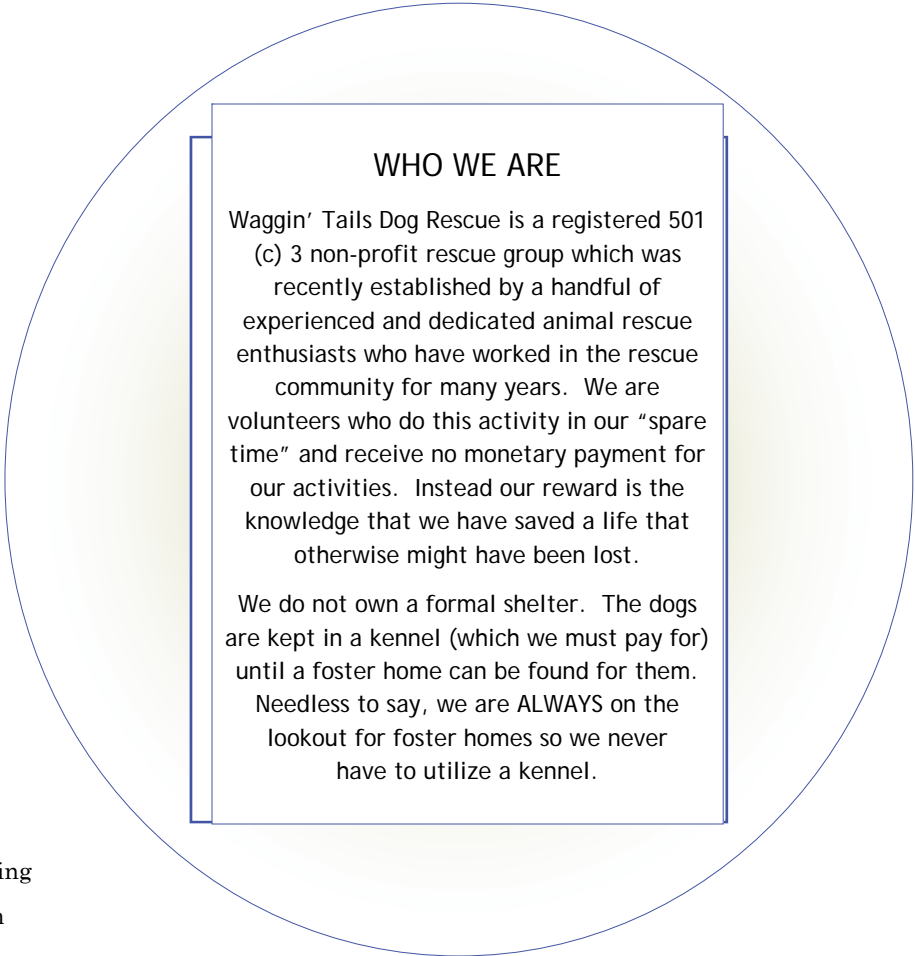 WHO WE ARE
Waggin’ Tails Dog Rescue is a registered 501
(c) 3 non-profit rescue group which was
recently established by a handful of
experienced and dedicated animal rescue
enthusiasts who have worked in the rescue
community for many years.  We are
volunteers who do this activity in our “spare
time” and receive no monetary payment for
our activities.  Instead our reward is the
knowledge that we have saved a life that
otherwise might have been lost.
We do not own a formal shelter.  The dogs
are kept in a kennel (which we must pay for)
until a foster home can be found for them.
Needless to say, we are ALWAYS on the
lookout for foster homes so we never
have to utilize a kennel.
ing